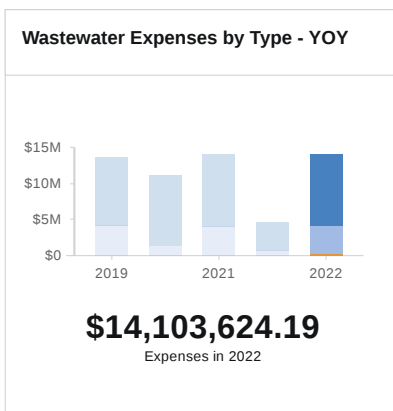 Wastewater Expenses by Type - YOY
$15M
$10M
$5M
$0
2019 2021 2022
$14,103,624.19
Expenses in 2022